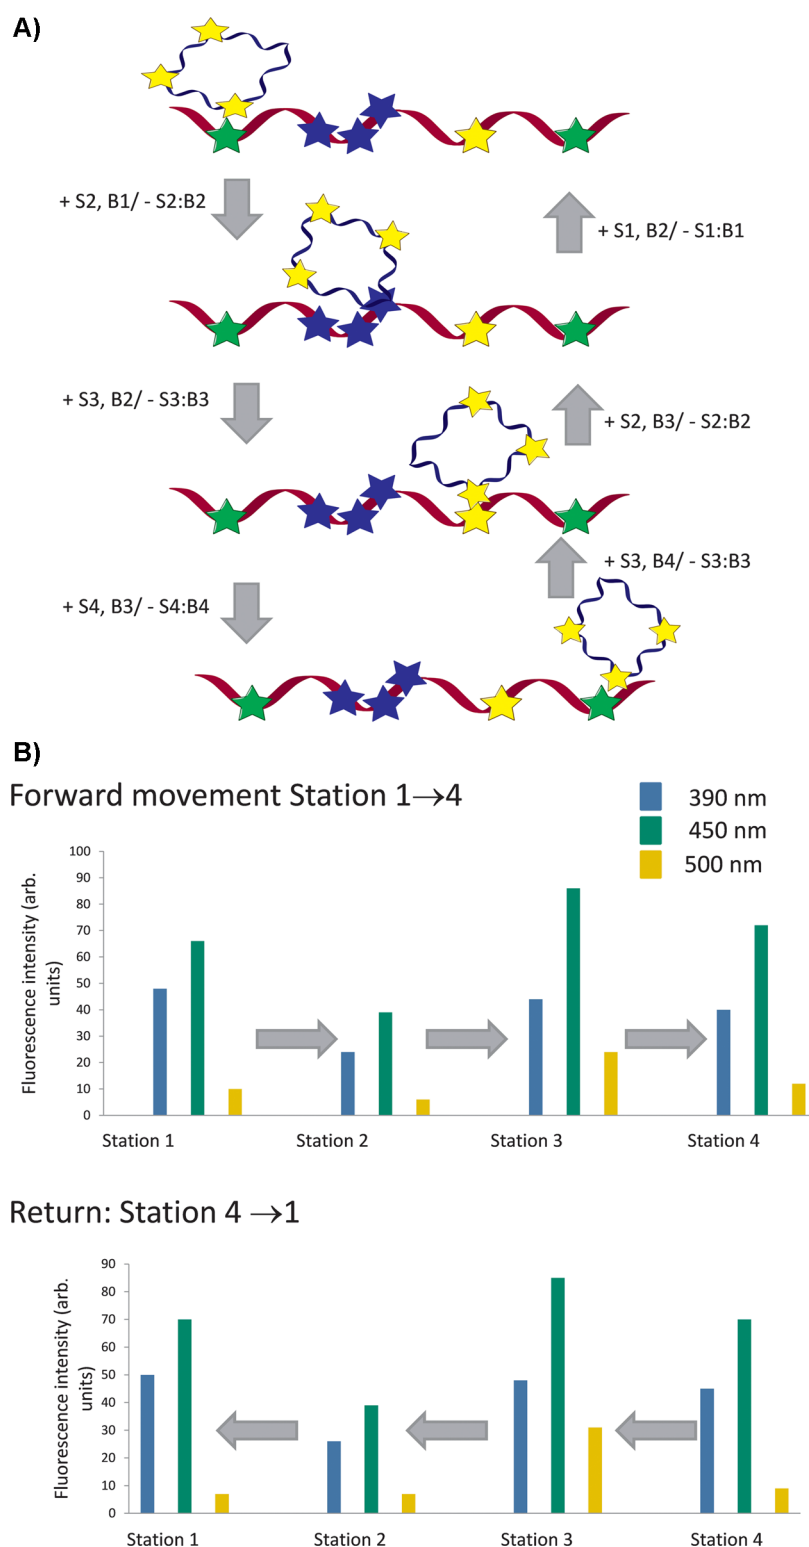 A)
+ S2, B1/ - S2:B2
+ S1, B2/ - S1:B1
+ S3, B2/ - S3:B3
+ S2, B3/ - S2:B2
+ S3, B4/ - S3:B3
+ S4, B3/ - S4:B4
B)
Forward movement Station 1→4
390 nm
450 nm
500 nm
Fluorescence intensity (arb.
units)
100
90
80
70
60
50
40
30
20
10
0
Station 1
Station 2
Station 3
Station 4
Return: Station 4 →1
Fluorescence intensity (arb.
units)
90
80
70
60
50
40
30
20
10
0
Station 1
Station 2
Station 3
Station 4